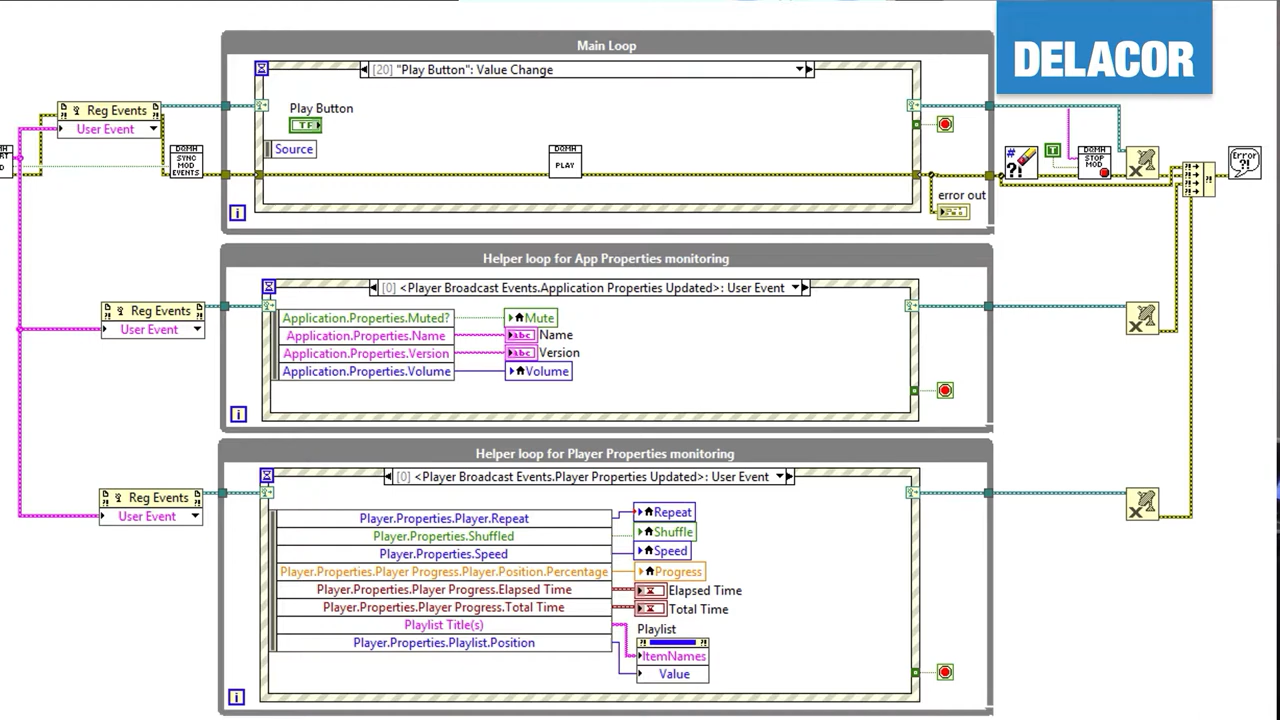 Main Loop
DELACOR
[20] "Play Button": Value Change
Reg Events
User Event
Play Button
TF
Source
DQMH
SYNC
MOD
EVENTS
DQMH
PLAY
T
DQMH
STOP
MOD
Error
?!
error out
i
Helper loop for App Properties monitoring
[0] <Player Broadcast Events.Application Properties Updated>: User Event
Reg Events
User Event
Application.Properties.Muted?
Mute
Application.Properties.Name
abc
Name
Application.Properties.Version
abc
Version
Application.Properties.Volume
Volume
i
Helper loop for Player Properties monitoring
[0] <Player Broadcast Events.Player Properties Updated>: User Event
Reg Events
User Event
Player.Properties.Player.Repeat
Repeat
Player.Properties.Shuffled
Shuffle
Player.Properties.Speed
Speed
Player.Properties.Player Progress.Player.Position.Percentage
Progress
Player.Properties.Player Progress.Elapsed Time
Elapsed Time
Player.Properties.Player Progress.Total Time
Total Time
Playlist Title(s)
Playlist
Player.Properties.Playlist.Position
ItemNames
Value
i